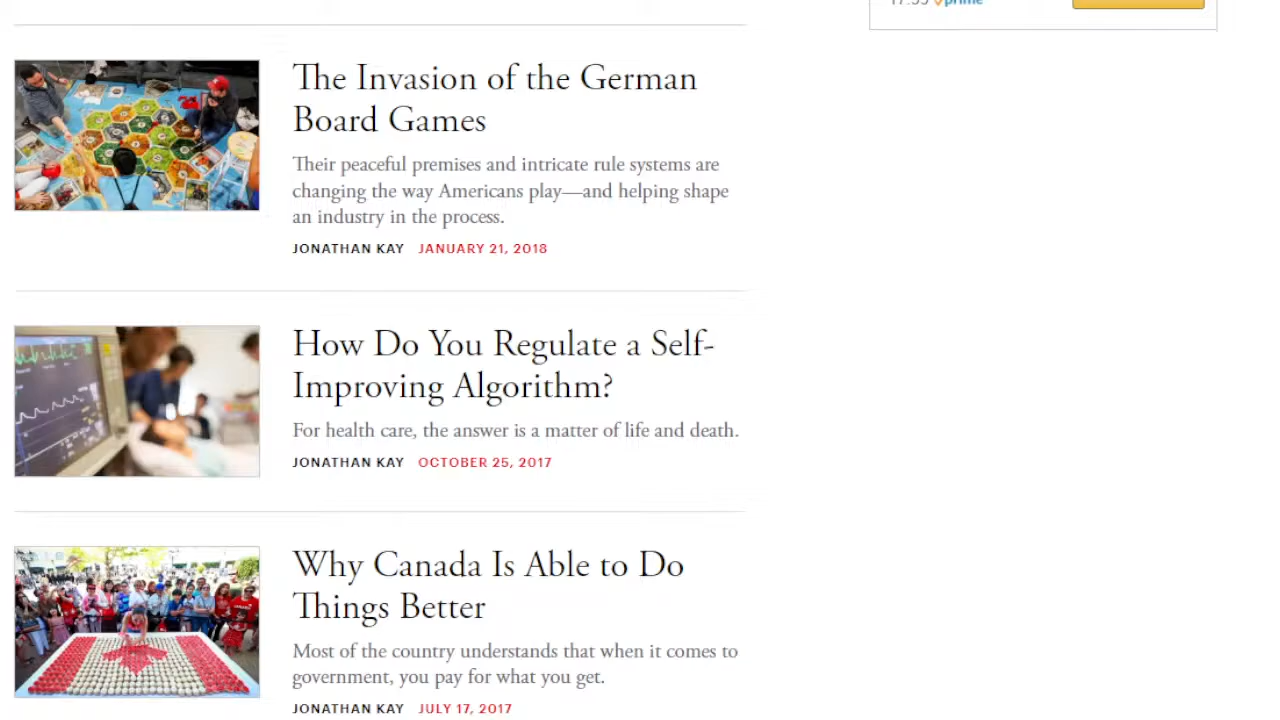 prime
The Invasion of the German
Board Games
Their peaceful premises and intricate rule systems are
changing the way Americans play—and helping shape
an industry in the process.
JONATHAN KAY JANUARY 21, 2018
How Do You Regulate a Self-
Improving Algorithm?
For health care, the answer is a matter of life and death.
JONATHAN KAY OCTOBER 25, 2017
Why Canada Is Able to Do
Things Better
Most of the country understands that when it comes to
government, you pay for what you get.
JONATHAN KAY JULY 17, 2017